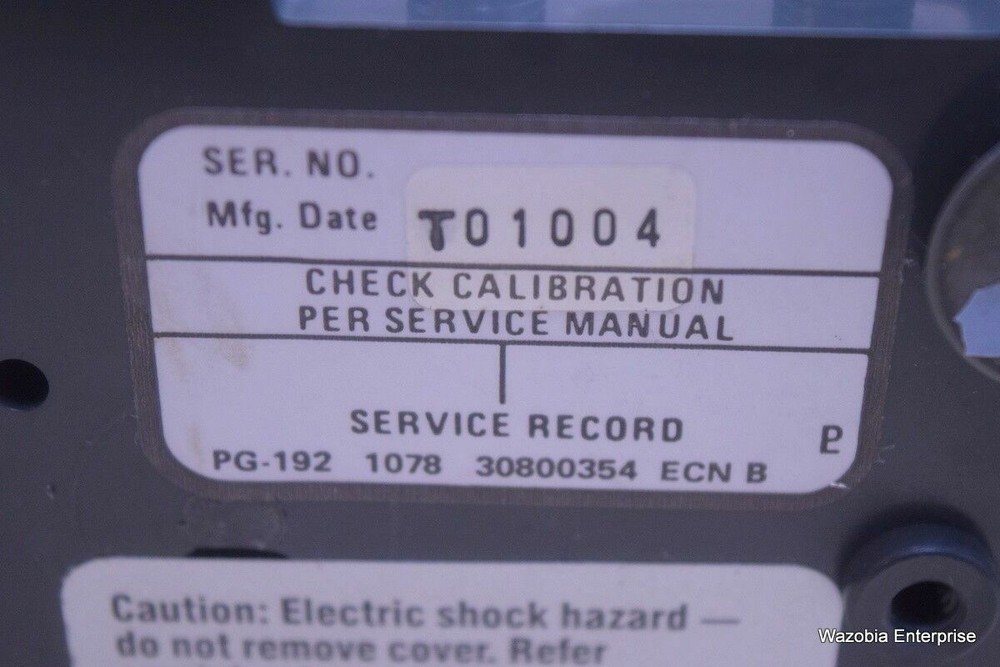 SER. NO.
Mfg. Date T01004
CHECK CALIBRATION
PER SERVICE MANUAL
SERVICE RECORD
PG-192 1078 30800354 ECN B
Caution: Electric shock hazard —
do not remove cover. Refer
Wazobia Enterprise